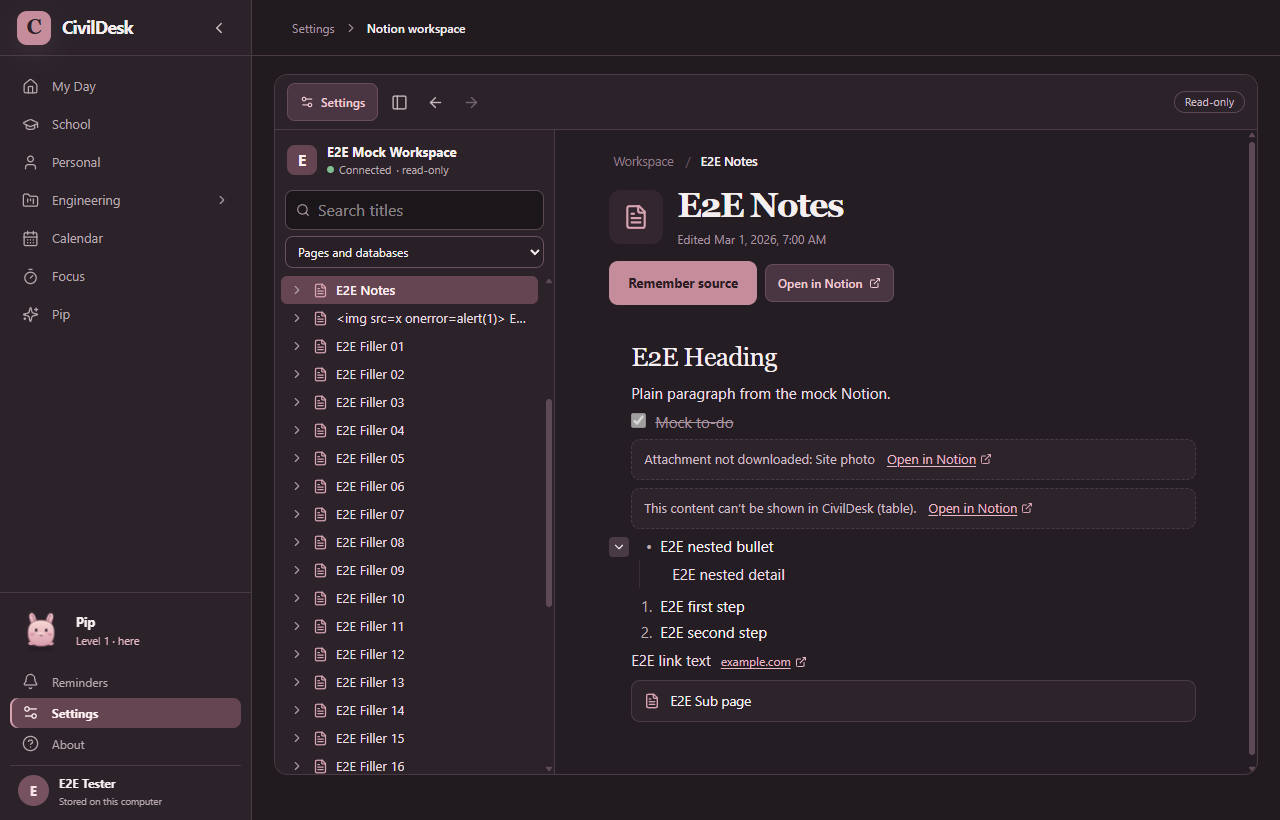 C CivilDesk
Settings > Notion workspace
My Day
School
Personal
Engineering
Calendar
Focus
Pip
Pip
Level 1 · here
Reminders
Settings
About
E
E2E Tester
Stored on this computer
Settings
Read-only
E
E2E Mock Workspace
Connected · read-only
Search titles
Pages and databases
E2E Notes
<img src=x onerror=alert(1)> E...
E2E Filler 01
E2E Filler 02
E2E Filler 03
E2E Filler 04
E2E Filler 05
E2E Filler 06
E2E Filler 07
E2E Filler 08
E2E Filler 09
E2E Filler 10
E2E Filler 11
E2E Filler 12
E2E Filler 13
E2E Filler 14
E2E Filler 15
E2E Filler 16
Workspace / E2E Notes
E2E Notes
Edited Mar 1, 2026, 7:00 AM
Remember source
Open in Notion
E2E Heading
Plain paragraph from the mock Notion.
Mock to-do
Attachment not downloaded: Site photo Open in Notion
This content can't be shown in CivilDesk (table). Open in Notion
• E2E nested bullet
E2E nested detail
1. E2E first step
2. E2E second step
E2E link text example.com
E2E Sub page